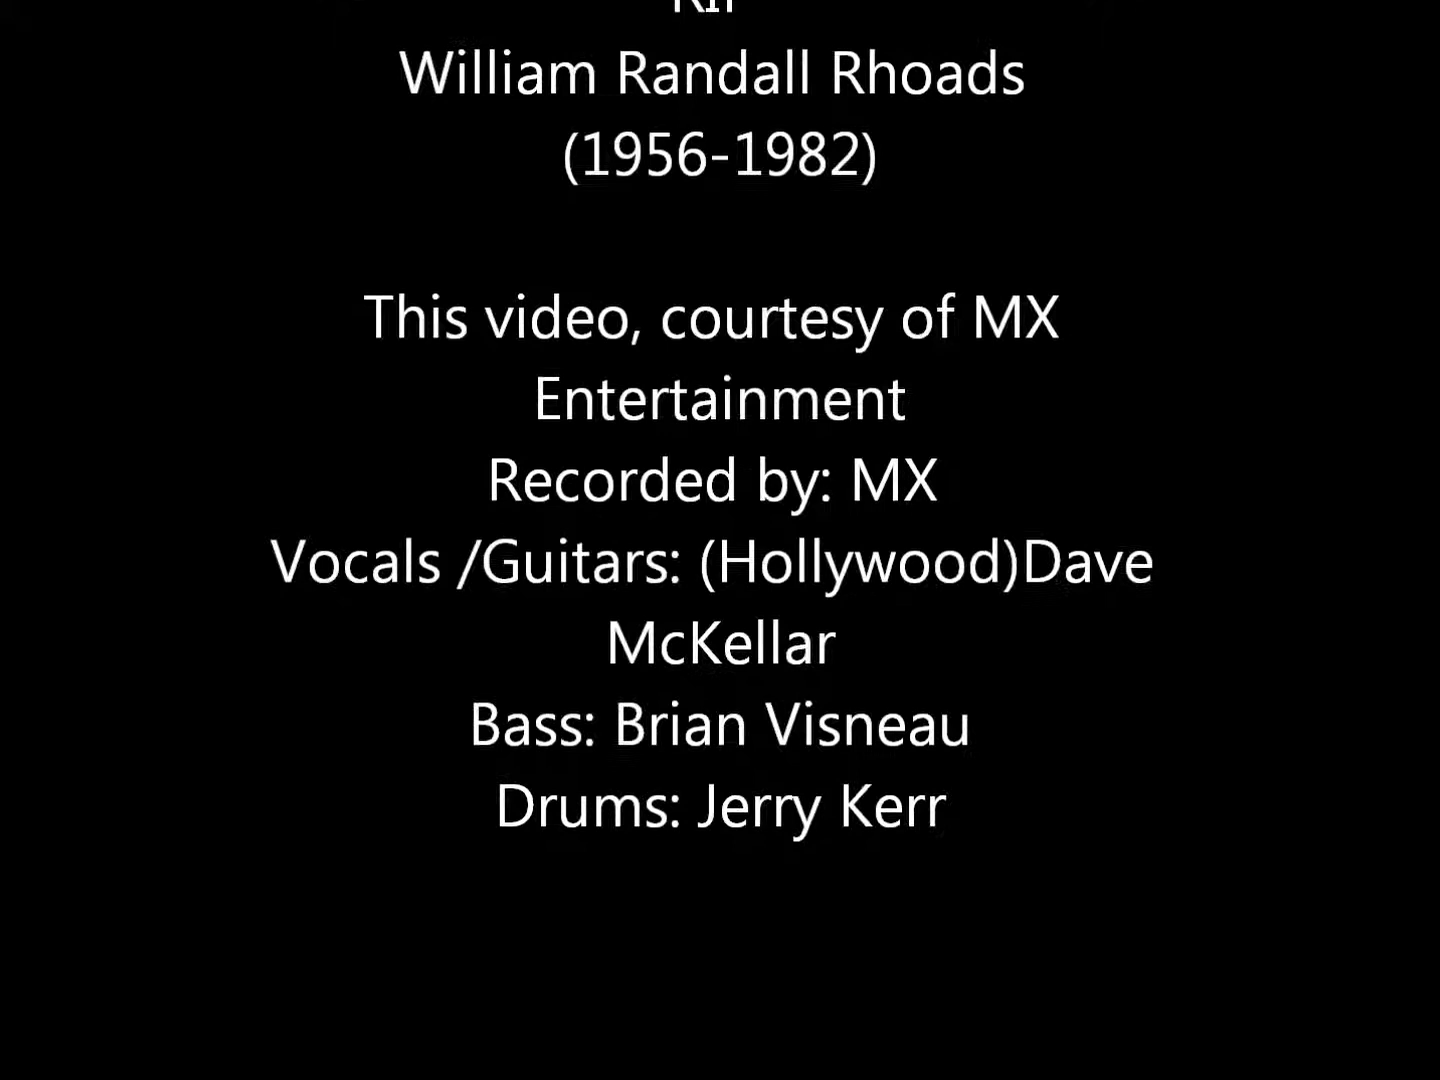 William Randall Rhoads
(1956-1982)
This video, courtesy of MX
Entertainment
Recorded by: MX
Vocals /Guitars: (Hollywood)Dave
McKellar
Bass: Brian Visneau
Drums: Jerry Kerr